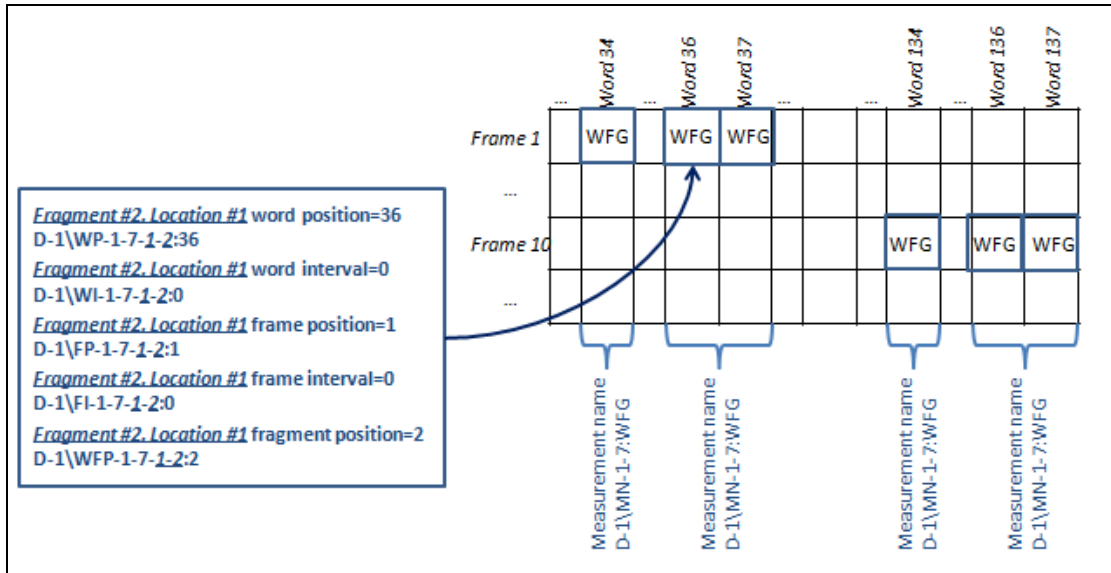 ... Word 34 ... Word 36 Word 37 ... ... Word 134 ... Word 136 Word 137
Frame 1 WFG WFG WFG
...
Frame 10 WFG WFG WFG
...
Fragment #2, Location #1 word position=36
D-1\WP-1-7-1-2:36
Fragment #2, Location #1 word interval=0
D-1\WI-1-7-1-2:0
Fragment #2, Location #1 frame position=1
D-1\FP-1-7-1-2:1
Fragment #2, Location #1 frame interval=0
D-1\FI-1-7-1-2:0
Fragment #2, Location #1 fragment position=2
D-1\WFP-1-7-1-2:2
Measurement name
D-1\MN-1-7:WFG
Measurement name
D-1\MN-1-7:WFG
Measurement name
D-1\MN-1-7:WFG
Measurement name
D-1\MN-1-7:WFG